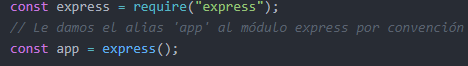 const express = require("express");
// Le damos el alias 'app' al módulo express por convención
const app = express();